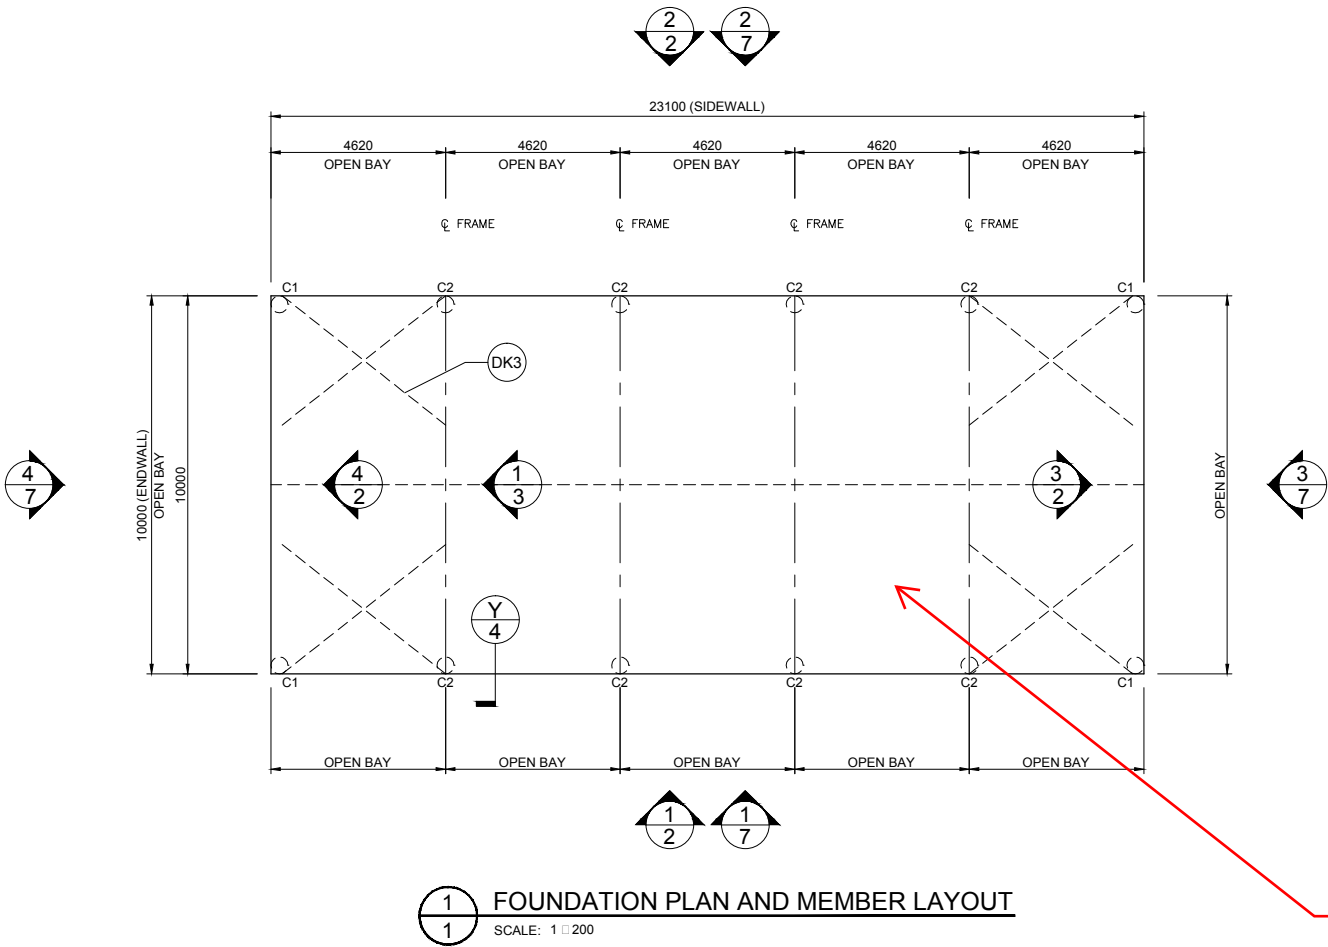 2
2
2
7
23100 (SIDEWALL)
4620 4620 4620 4620 4620
OPEN BAY OPEN BAY OPEN BAY OPEN BAY OPEN BAY
℄ FRAME ℄ FRAME ℄ FRAME ℄ FRAME
C1 C2 C2 C2 C2 C1
DK3
10000 (ENDWALL)
OPEN BAY
10000
4
7
4
2
1
3
3
2
OPEN BAY
3
7
Y
4
C1 C2 C2 C2 C2 C1
OPEN BAY OPEN BAY OPEN BAY OPEN BAY OPEN BAY
1
2
1
7
1
1
FOUNDATION PLAN AND MEMBER LAYOUT
SCALE: 1 □ 200